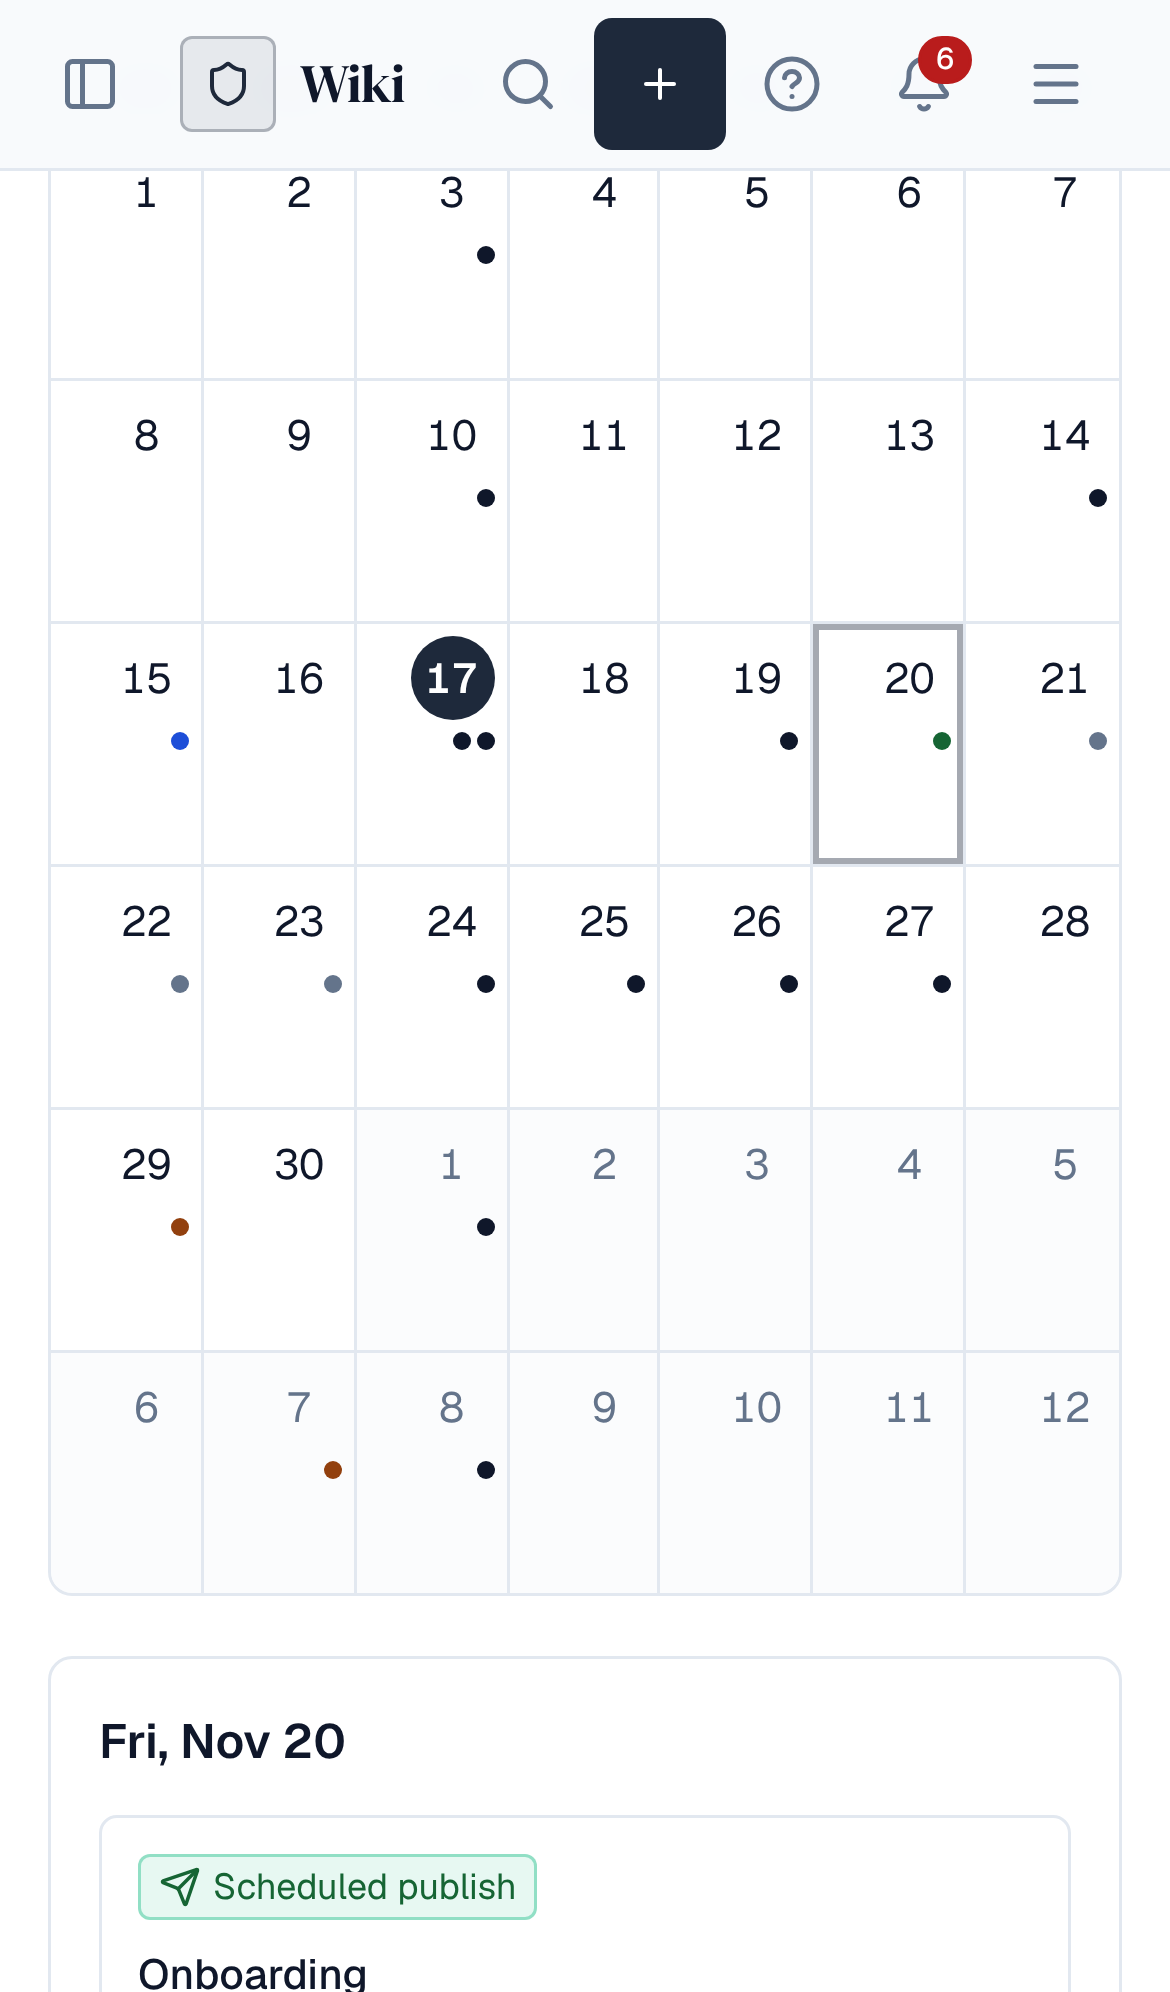 Wiki
6
1 2 3 4 5 6 7
8 9 10 11 12 13 14
15 16 17 18 19 20 21
22 23 24 25 26 27 28
29 30 1 2 3 4 5
6 7 8 9 10 11 12
Fri, Nov 20
Scheduled publish
Onboarding